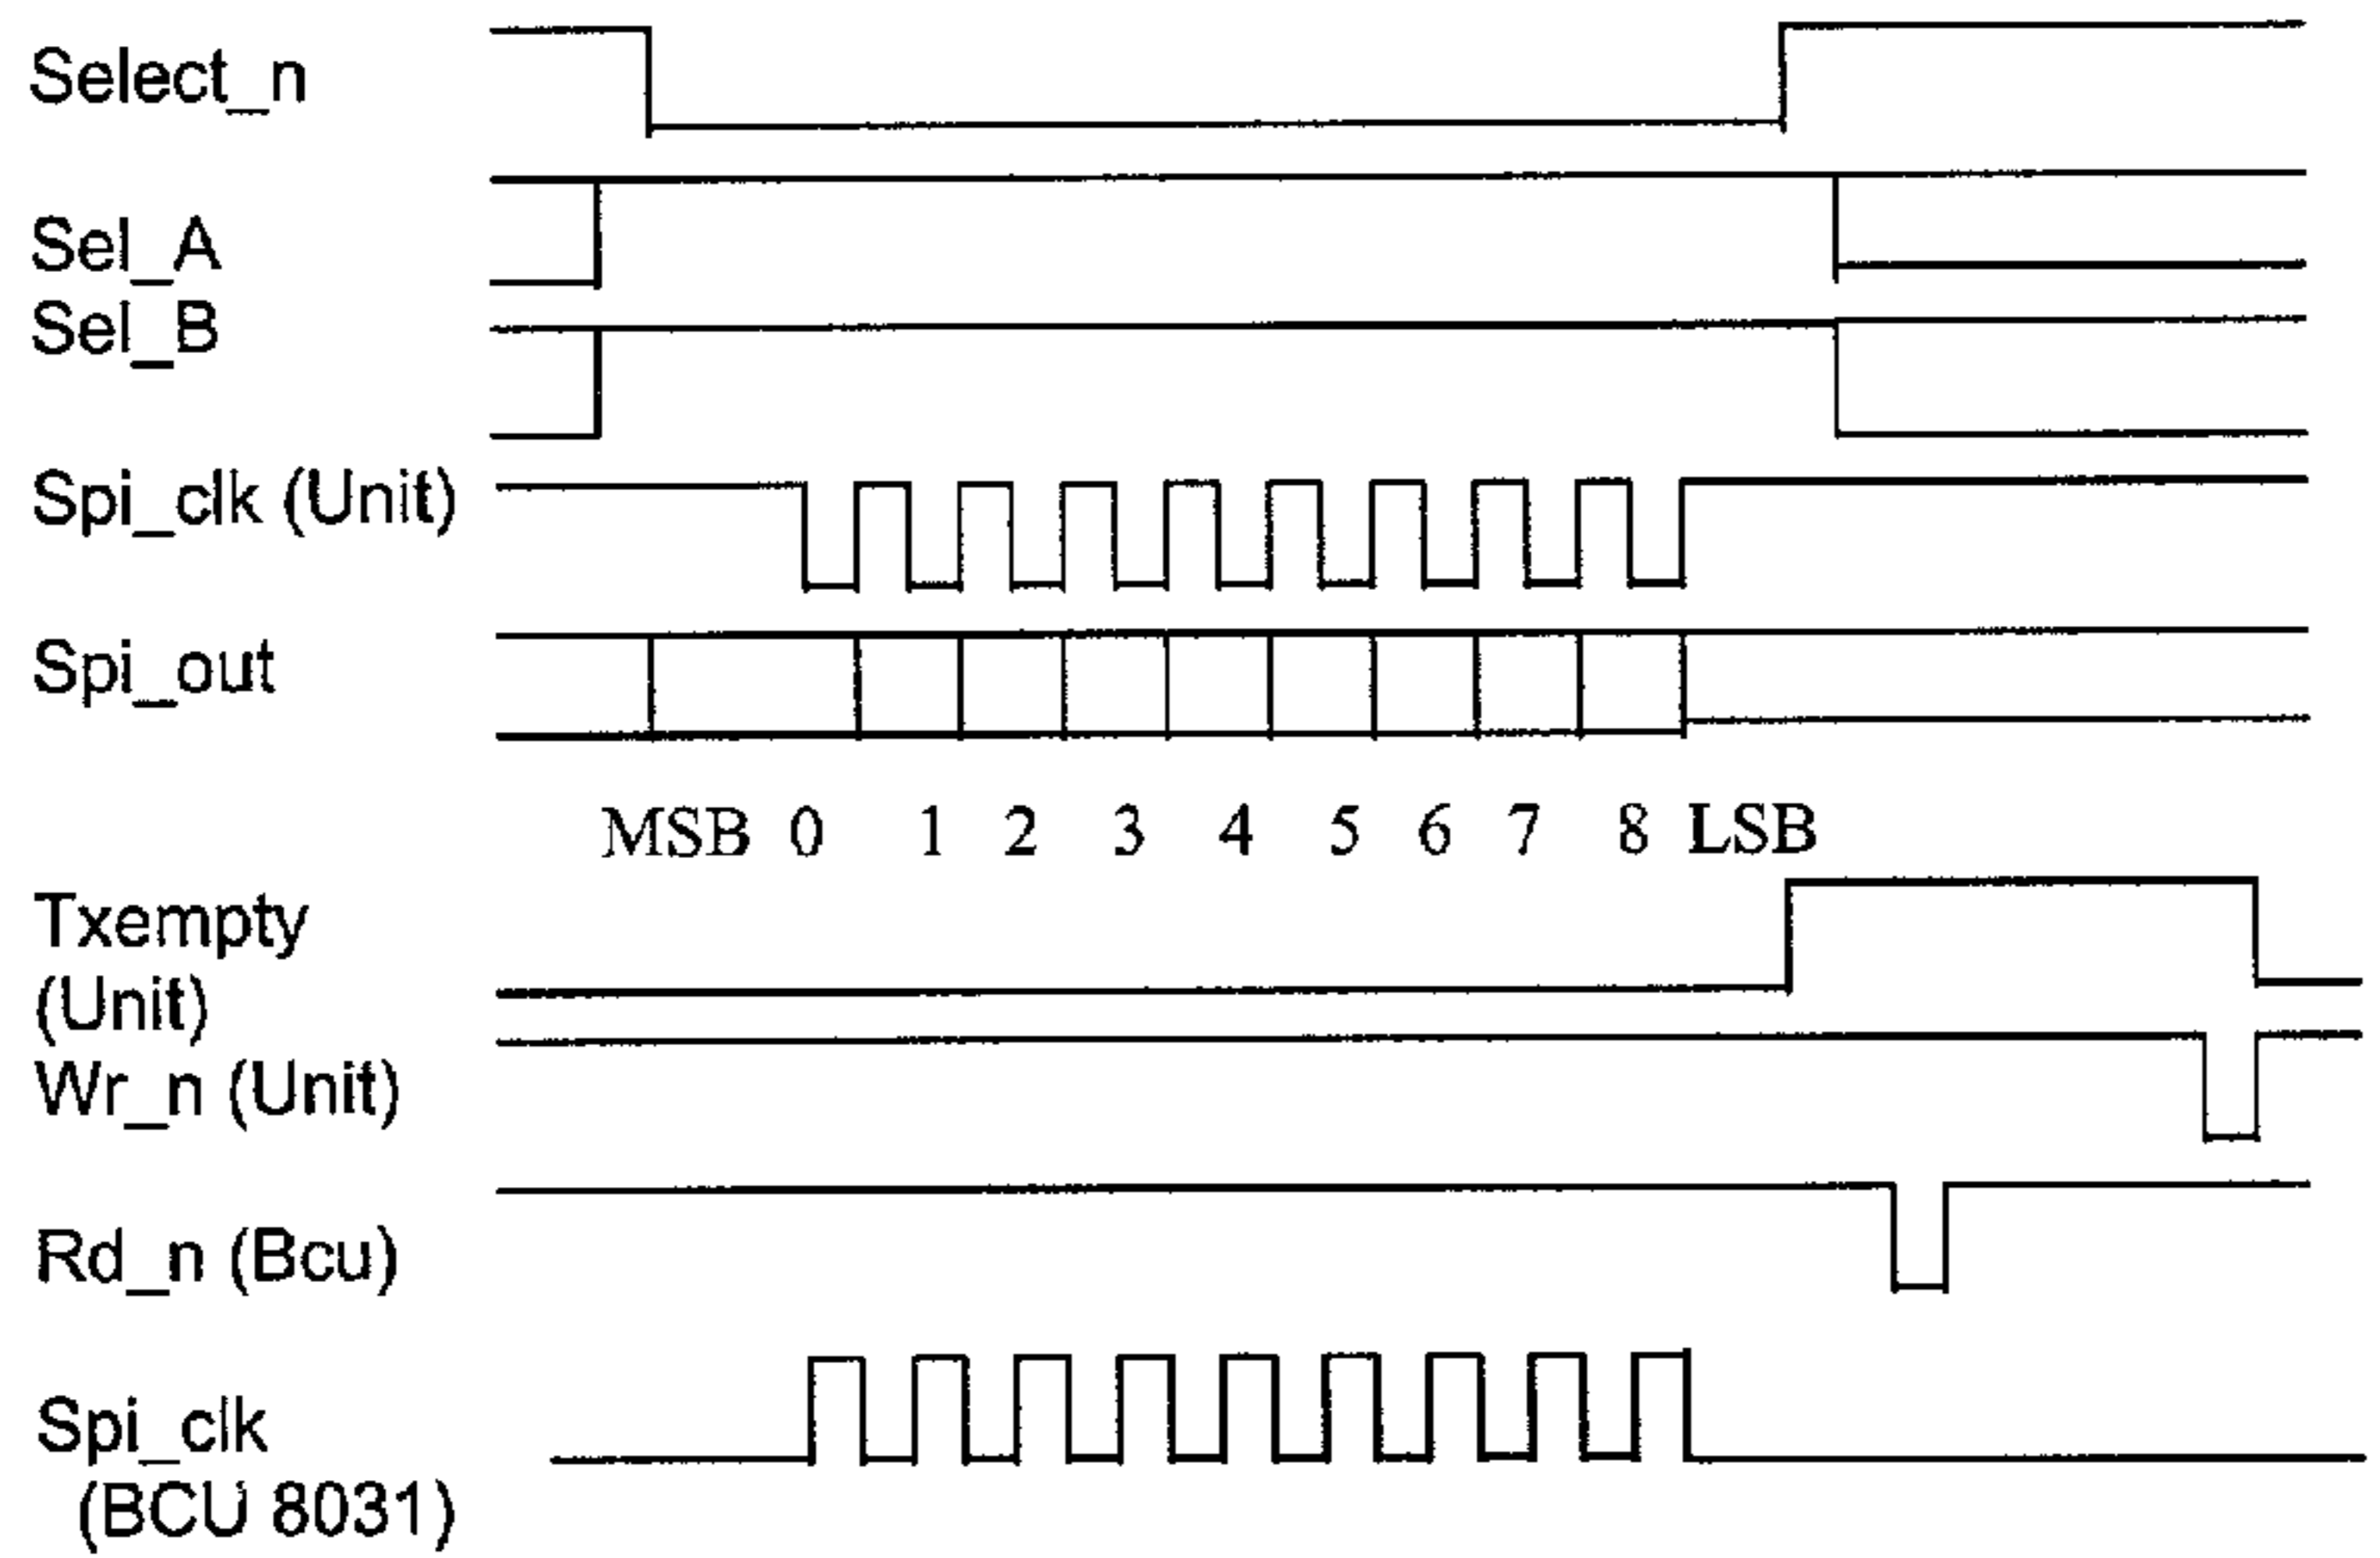 Select_n
Sel_A
Sel_B
Spi_clk (Unit)
Spi_out
MSB 0 1 2 3 4 5 6 7 8 LSB
Txempty
(Unit)
Wr_n (Unit)
Rd_n (Bcu)
Spi_clk
(BCU 8031)